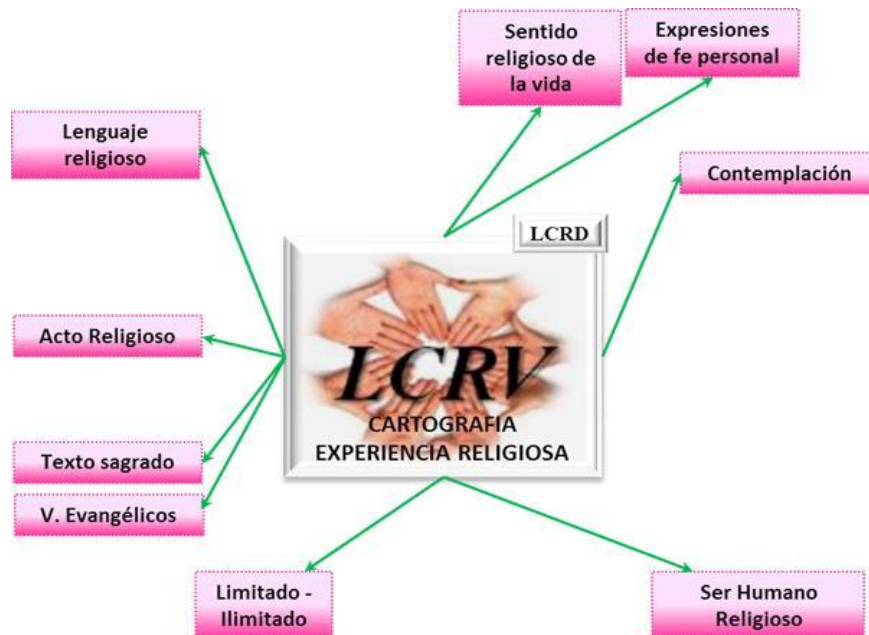 Sentido
religioso de
la vida
Expresiones
de fe personal
Lenguaje
religioso
Contemplación
LCRD
Acto Religioso
LCRV
CARTOGRAFIA
EXPERIENCIA RELIGIOSA
Texto sagrado
V. Evangélicos
Limitado -
Ilimitado
Ser Humano
Religioso